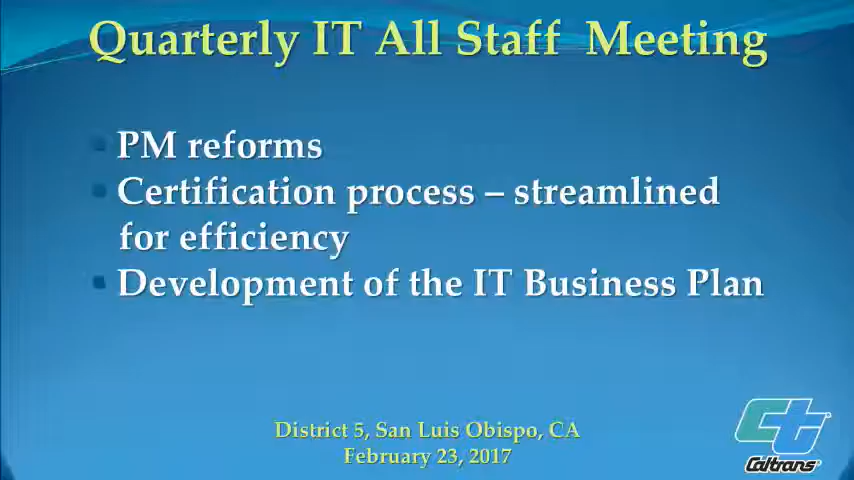 Quarterly IT All Staff Meeting
▪ PM reforms
▪ Certification process – streamlined
for efficiency
▪ Development of the IT Business Plan
District 5, San Luis Obispo, CA
February 23, 2017
ct
Caltrans®